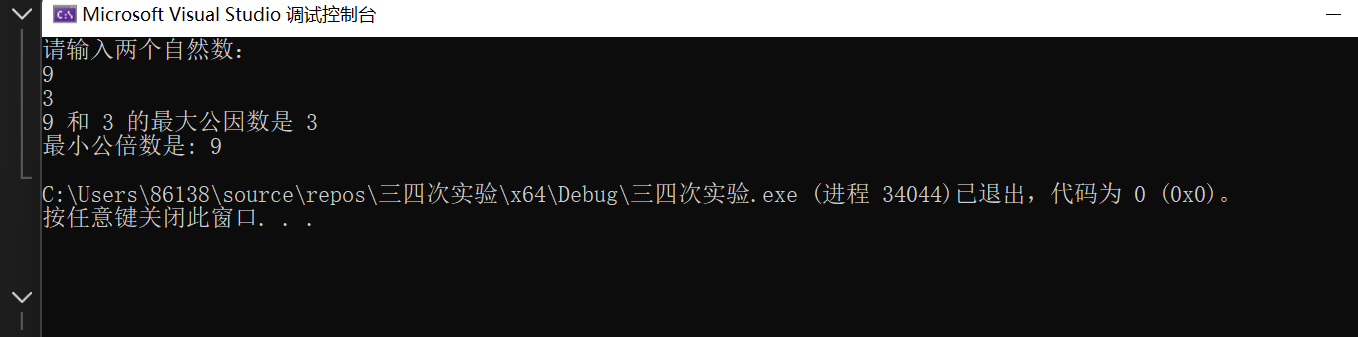 Microsoft Visual Studio 调试控制台
请输入两个自然数:
9
3
9 和 3 的最大公因数是 3
最小公倍数是: 9
C:\Users\86138\source\repos\三四次实验\x64\Debug\三四次实验.exe (进程 34044)已退出，代码为 0 (0x0)。
按任意键关闭此窗口. . .